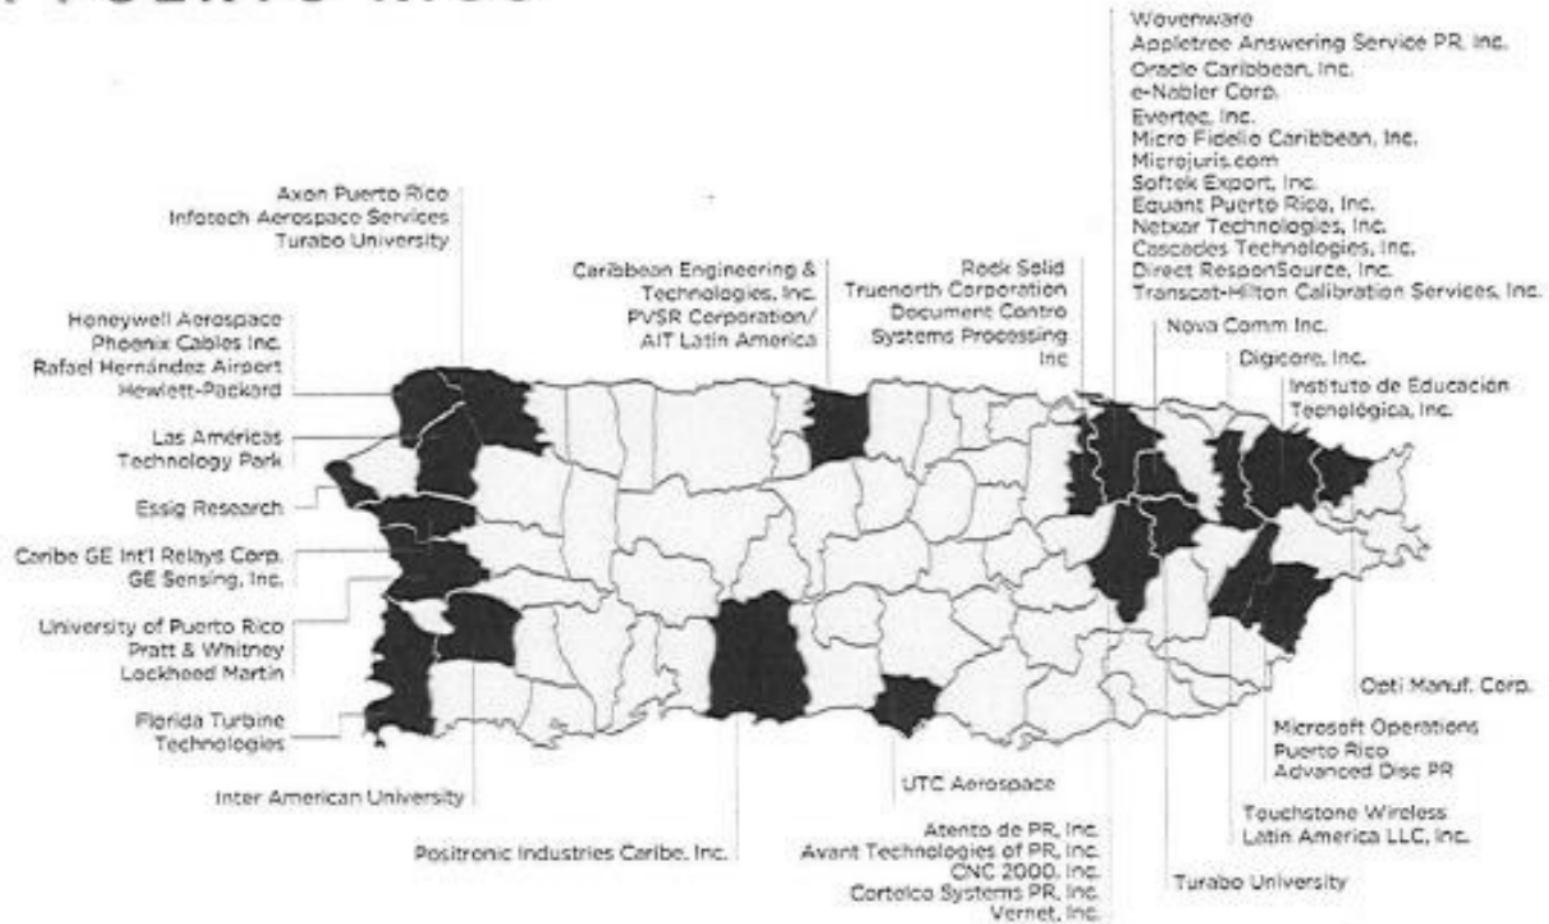 Wovenware
Appletree Answering Service PR, Inc.
Oracle Caribbean, Inc.
e-Nabler Corp.
Evertec, Inc.
Micro Fidelio Caribbean, Inc.
Microjuris.com
Softek Export, Inc.
Equant Puerto Rico, Inc.
Netxar Technologies, Inc.
Cascades Technologies, Inc.
Direct ResponSource, Inc.
Transcat-Hilton Calibration Services, Inc.
Axon Puerto Rico
Infotech Aerospace Services
Turabo University
Caribbean Engineering &
Technologies, Inc.
PVSR Corporation/
AIT Latin America
Rock Solid
Truenorth Corporation
Document Contro
Systems Processing
Inc
Nova Comm Inc.
Digicore, Inc.
Instituto de Educación
Tecnológica, Inc.
Honeywell Aerospace
Phoenix Cables Inc.
Rafael Hernández Airport
Hewlett-Packard
Las Américas
Technology Park
Essig Research
Caribe GE Int'l Relays Corp.
GE Sensing, Inc.
University of Puerto Rico
Pratt & Whitney
Lockheed Martin
Florida Turbine
Technologies
Inter American University
Positronic Industries Caribe, Inc.
UTC Aerospace
Atento de PR, Inc.
Avant Technologies of PR, Inc.
CNC 2000, Inc.
Cortelco Systems PR, Inc.
Vernet, Inc.
Opti Manuf. Corp.
Microsoft Operations
Puerto Rico
Advanced Disc PR
Touchstone Wireless
Latin America LLC, Inc.
Turabo University